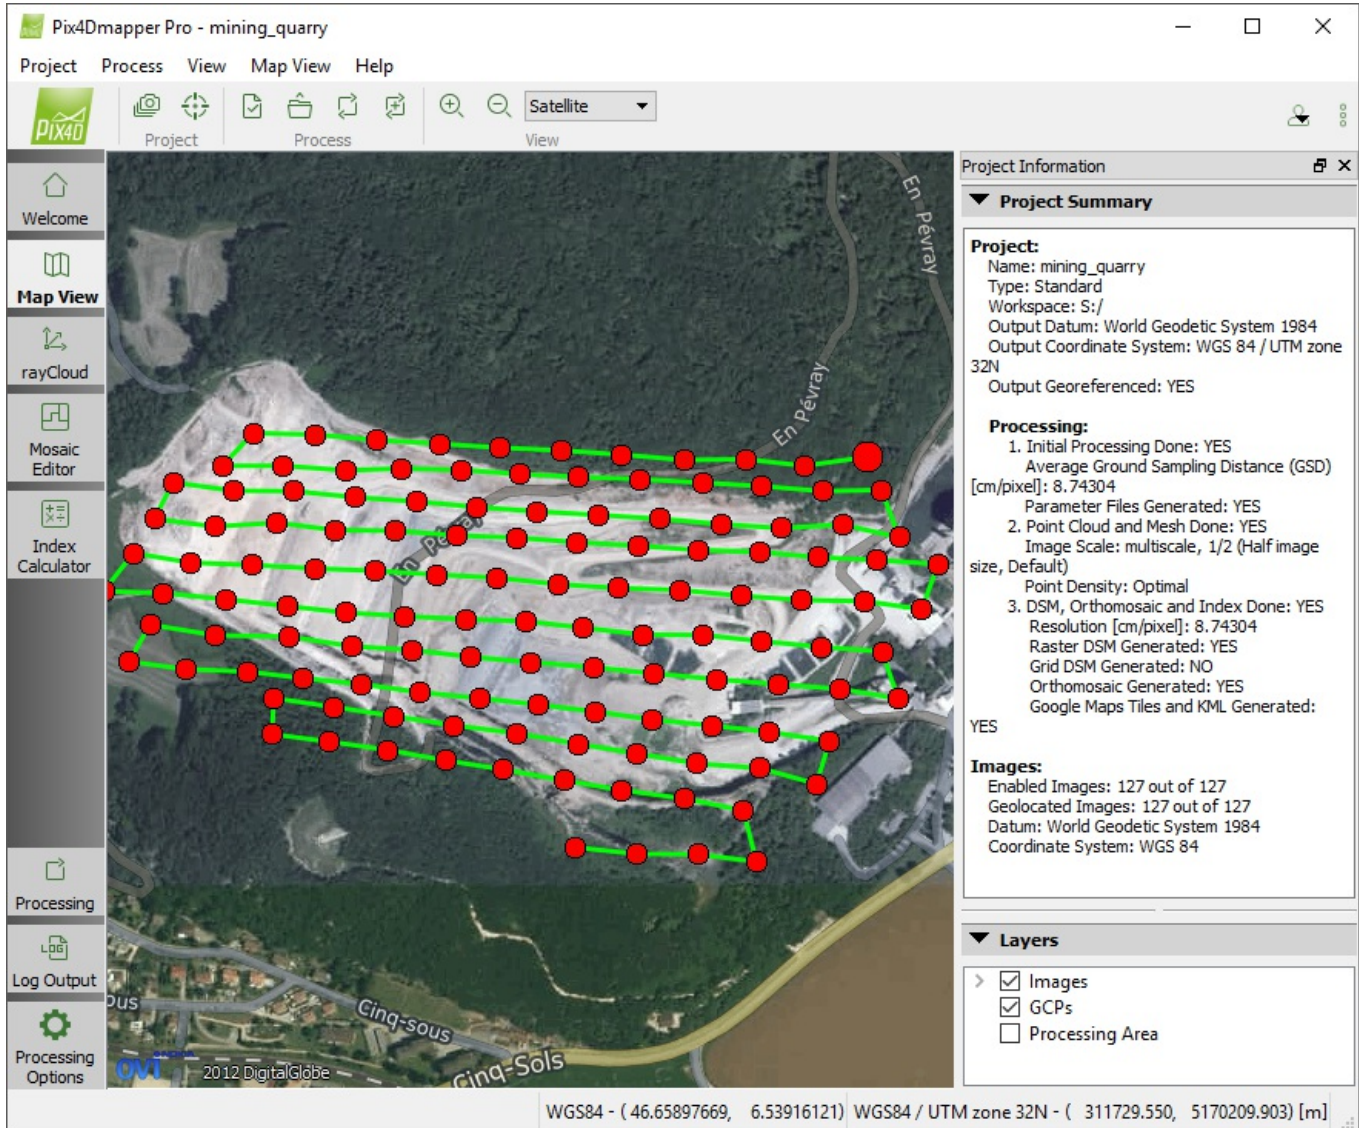 Pix4Dmapper Pro - mining_quarry
Project Process View Map View Help
PIX4D
Satellite
Project Process View
Welcome
Map View
rayCloud
Mosaic
Editor
Index
Calculator
Processing
LOG
Log Output
Processing
Options
En Pévray
En Pévray
En Pévray
Cinq-sous
Cinq-Sols
ovi
2012 DigitalGlobe
Project Information
Project Summary
Project:
Name: mining_quarry
Type: Standard
Workspace: S:/
Output Datum: World Geodetic System 1984
Output Coordinate System: WGS 84 / UTM zone
32N
Output Georeferenced: YES
Processing:
1. Initial Processing Done: YES
Average Ground Sampling Distance (GSD)
[cm/pixel]: 8.74304
Parameter Files Generated: YES
2. Point Cloud and Mesh Done: YES
Image Scale: multiscale, 1/2 (Half image
size, Default)
Point Density: Optimal
3. DSM, Orthomosaic and Index Done: YES
Resolution [cm/pixel]: 8.74304
Raster DSM Generated: YES
Grid DSM Generated: NO
Orthomosaic Generated: YES
Google Maps Tiles and KML Generated:
YES
Images:
Enabled Images: 127 out of 127
Geolocated Images: 127 out of 127
Datum: World Geodetic System 1984
Coordinate System: WGS 84
Layers
Images
GCPs
Processing Area
WGS84 - ( 46.65897669, 6.53916121) WGS84 / UTM zone 32N - ( 311729.550, 5170209.903) [m]